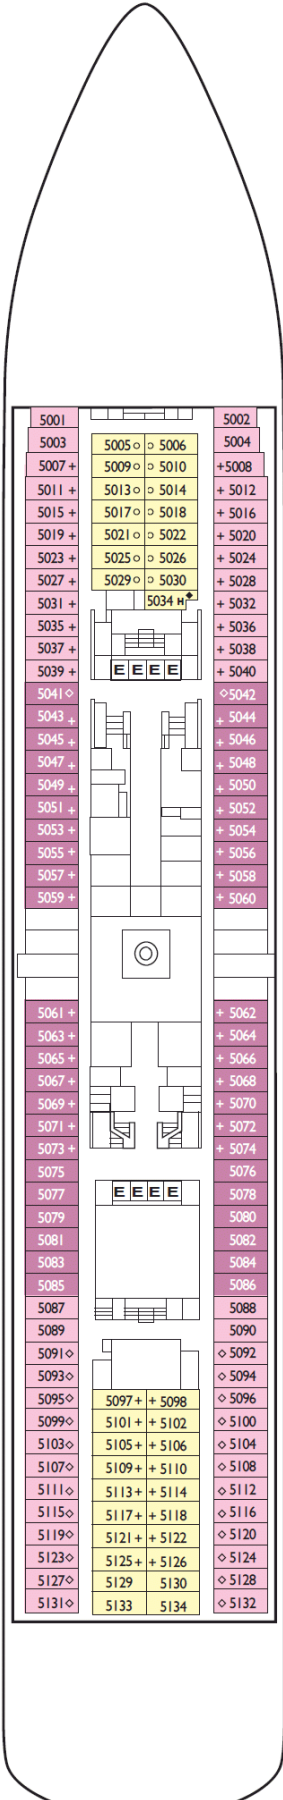 5001 5002
5003 5005○ ○ 5006 5004
5007+ 5009○ ○ 5010 +5008
5011+ 5013○ ○ 5014 + 5012
5015+ 5017○ ○ 5018 + 5016
5019+ 5021○ ○ 5022 + 5020
5023+ 5025○ ○ 5026 + 5024
5027+ 5029○ ○ 5030 + 5028
5031+ 5034 H◆ + 5032
5035+ + 5036
5037+ + 5038
5039+ E E E E + 5040
5041◇ ◇5042
5043 + + 5044
5045 + + 5046
5047 + + 5048
5049 + + 5050
5051 + + 5052
5053 + + 5054
5055 + + 5056
5057 + + 5058
5059 + + 5060
5061 + + 5062
5063 + + 5064
5065 + + 5066
5067 + + 5068
5069 + + 5070
5071 + + 5072
5073 + + 5074
5075 5076
5077 E E E E 5078
5079 5080
5081 5082
5083 5084
5085 5086
5087 5088
5089 5090
5091◇ ◇ 5092
5093◇ ◇ 5094
5095◇ 5097+ + 5098 ◇ 5096
5099◇ 5101+ + 5102 ◇ 5100
5103◇ 5105+ + 5106 ◇ 5104
5107◇ 5109+ + 5110 ◇ 5108
5111◇ 5113+ + 5114 ◇ 5112
5115◇ 5117+ + 5118 ◇ 5116
5119◇ 5121+ + 5122 ◇ 5120
5123◇ 5125+ + 5126 ◇ 5124
5127◇ 5129 5130 ◇ 5128
5131◇ 5133 5134 ◇ 5132